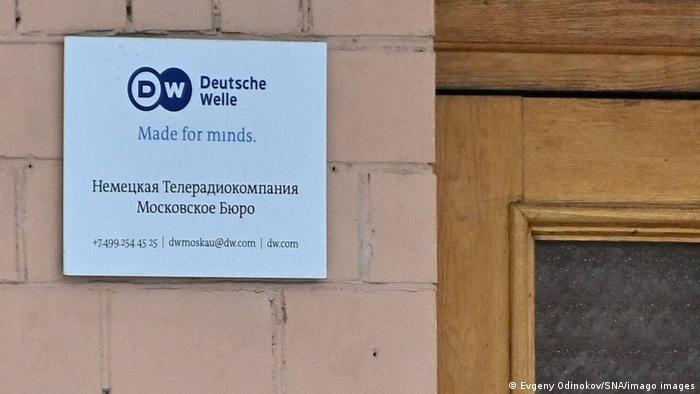 DW Deutsche
Welle
Made for minds.
Немецкая Телерадиокомпания
Московское Бюро
+7.499.254 45 25 | dwmoskau@dw.com | dw.com
© Evgeny Odinokov/SNA/imago images